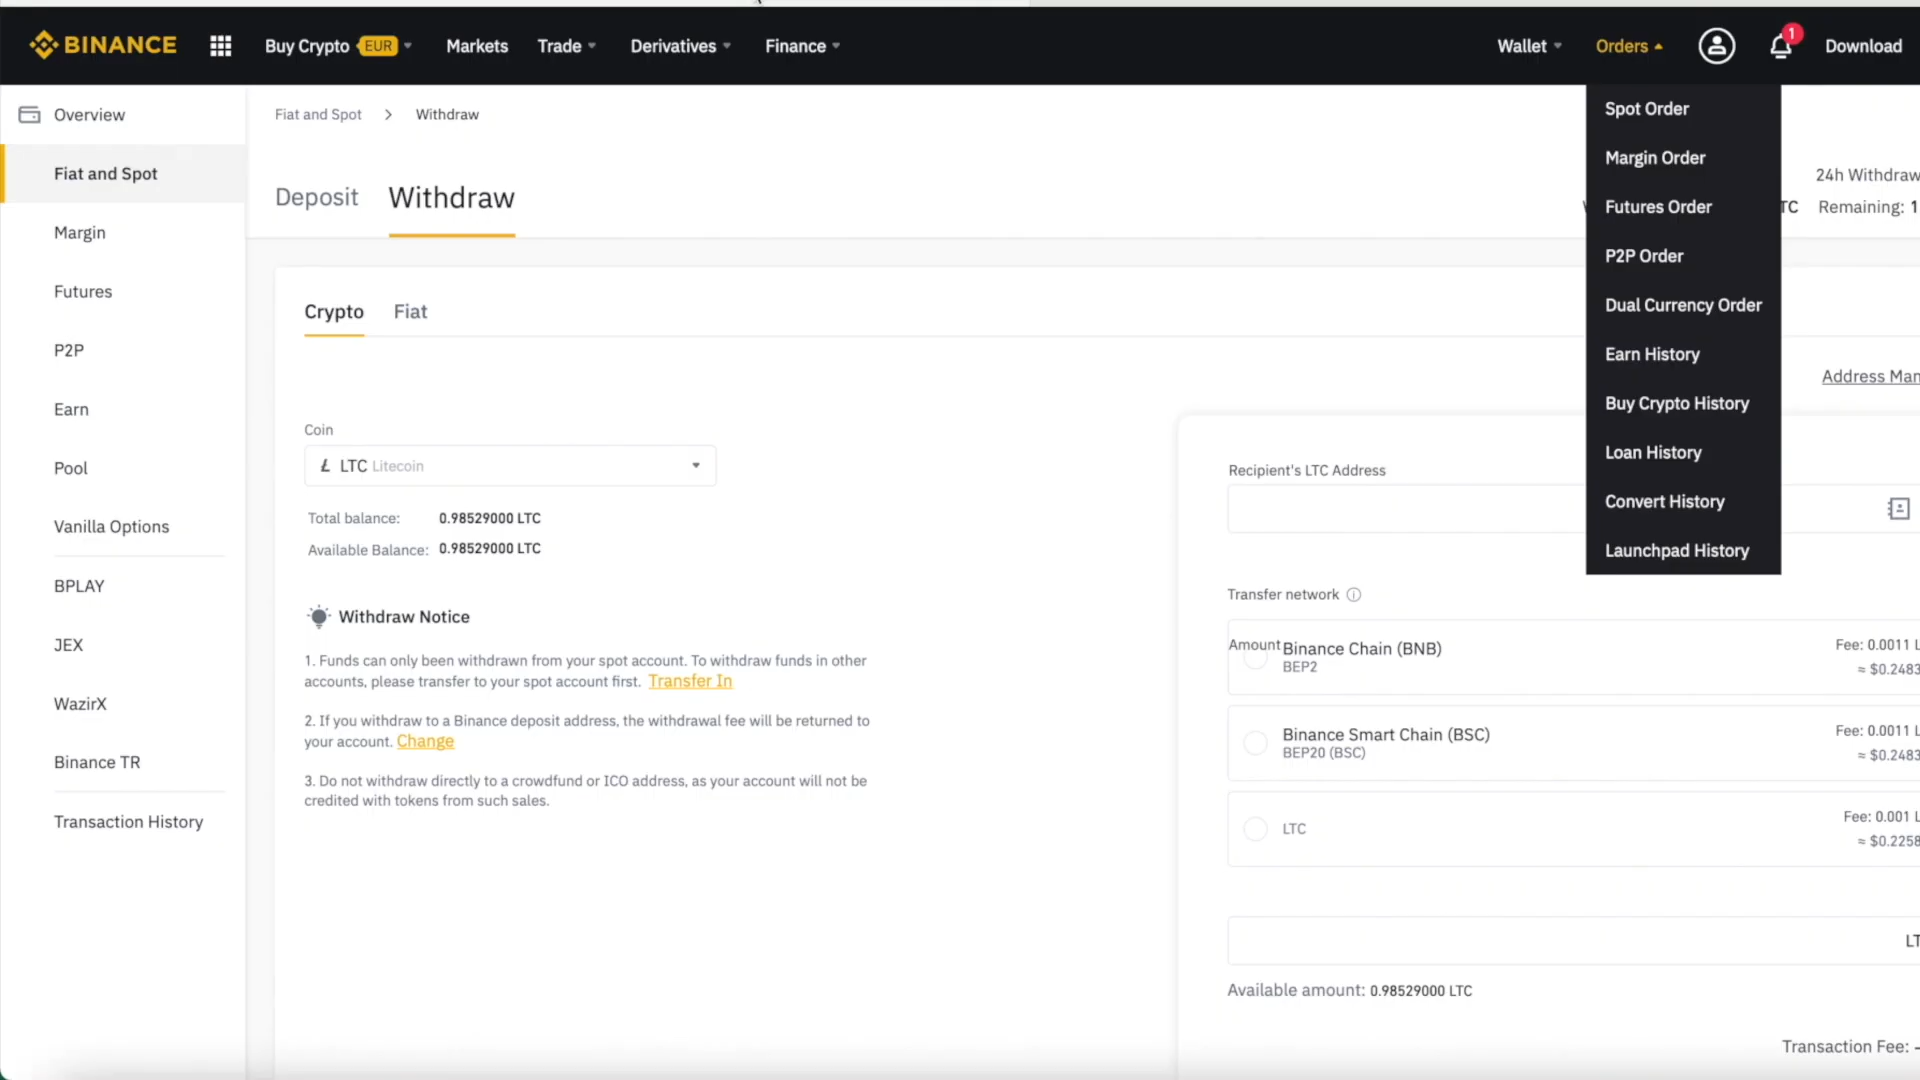 BINANCE
Buy Crypto EUR
Markets
Trade
Derivatives
Finance
Wallet
Orders
1
Download
Overview
Fiat and Spot
Margin
Futures
P2P
Earn
Pool
Vanilla Options
BPLAY
JEX
WazirX
Binance TR
Transaction History
Fiat and Spot > Withdraw
Deposit
Withdraw
24h Withdraw
TC Remaining: 1
Spot Order
Margin Order
Futures Order
P2P Order
Dual Currency Order
Earn History
Buy Crypto History
Loan History
Convert History
Launchpad History
Crypto
Fiat
Address Man
Coin
LTC Litecoin
Total balance: 0.98529000 LTC
Available Balance: 0.98529000 LTC
Withdraw Notice
1. Funds can only been withdrawn from your spot account. To withdraw funds in other
accounts, please transfer to your spot account first. Transfer In
2. If you withdraw to a Binance deposit address, the withdrawal fee will be returned to
your account. Change
3. Do not withdraw directly to a crowdfund or ICO address, as your account will not be
credited with tokens from such sales.
Recipient's LTC Address
Transfer network
Amount
Binance Chain (BNB)
BEP2
Fee: 0.0011 L
≈ $0.2483
Binance Smart Chain (BSC)
BEP20 (BSC)
Fee: 0.0011 L
≈ $0.2483
LTC
Fee: 0.001 L
≈ $0.2258
LT
Available amount: 0.98529000 LTC
Transaction Fee: -